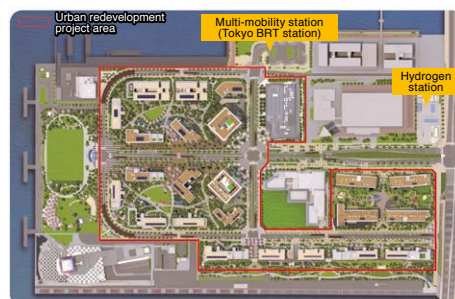 Urban redevelopment
project area
Multi-mobility station
(Tokyo BRT station)
Hydrogen
station